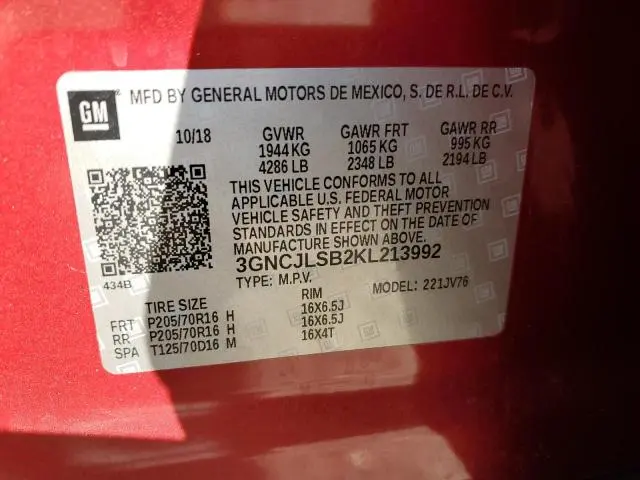 GM
MFD BY GENERAL MOTORS DE MEXICO, S. DE R.L. DE C.V.
10/18 GVWR GAWR FRT GAWR RR
1944 KG 1065 KG 995 KG
4286 LB 2348 LB 2194 LB
THIS VEHICLE CONFORMS TO ALL
APPLICABLE U.S. FEDERAL MOTOR
VEHICLE SAFETY AND THEFT PREVENTION
STANDARDS IN EFFECT ON THE DATE OF
MANUFACTURE SHOWN ABOVE.
3GNCJLSB2KL213992
434B TYPE: M.P.V. MODEL: 221JV76
TIRE SIZE RIM
FRT P205/70R16 H 16X6.5J
RR P205/70R16 H 16X6.5J
SPA T125/70D16 M 16X4T